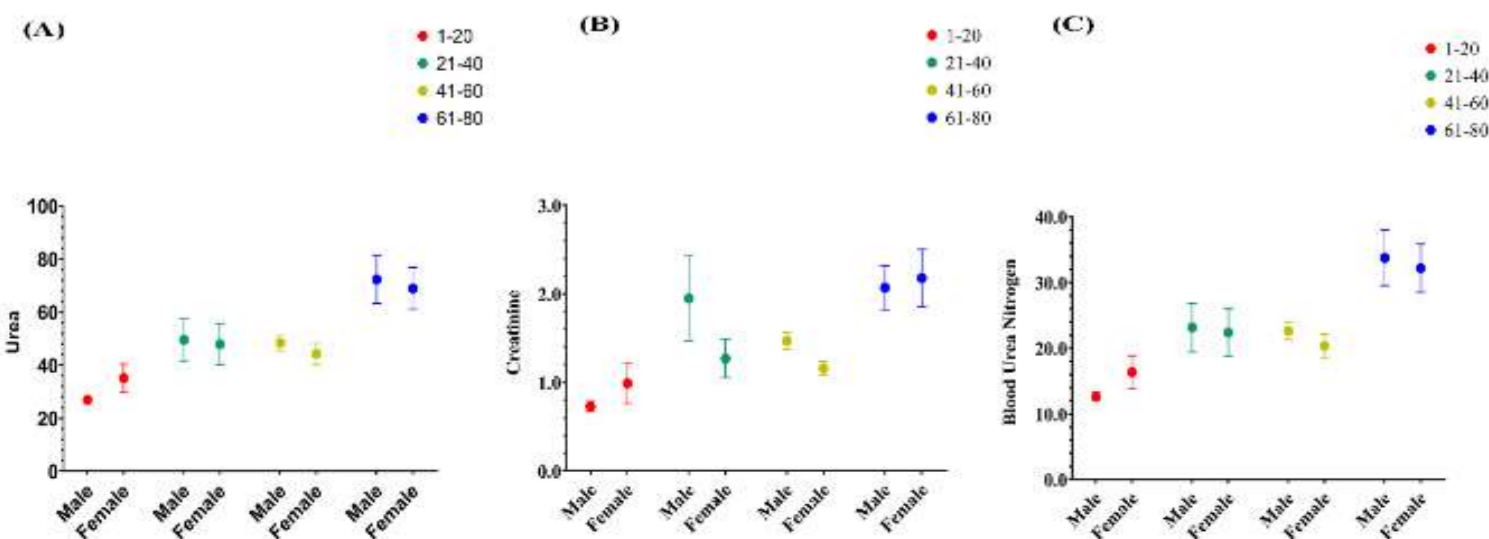 (A)
1-20
21-40
41-60
61-80
100
80
60
40
20
0
Urea
Male
Female
Male
Female
Male
Female
Male
Female
(B)
1-20
21-40
41-60
61-80
3.0
2.0
1.0
0.0
Creatinine
Male
Female
Male
Female
Male
Female
Male
Female
(C)
1-20
21-40
41-60
61-80
40.0
30.0
20.0
10.0
0.0
Blood Urea Nitrogen
Male
Female
Male
Female
Male
Female
Male
Female